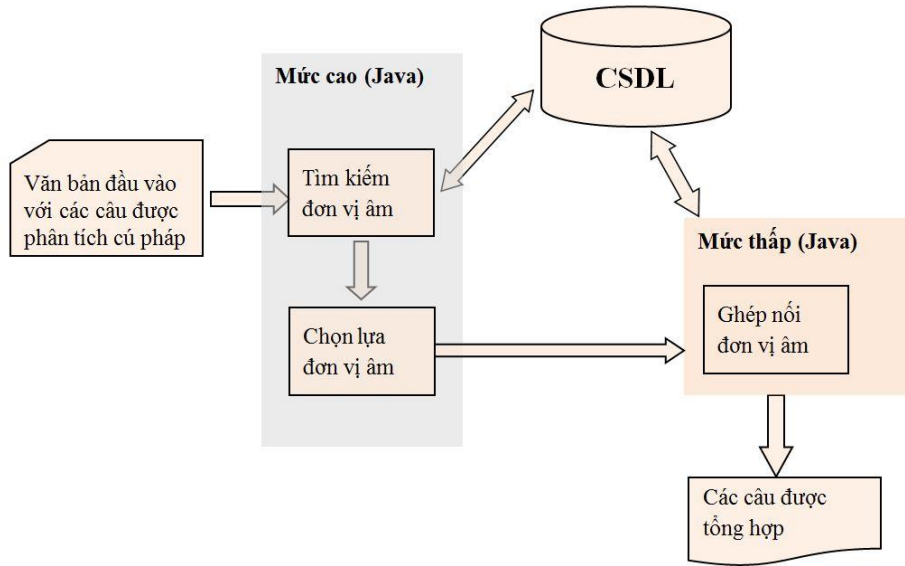 Mức cao (Java)
CSDL
Văn bản đầu vào
với các câu được
phân tích cú pháp
Tìm kiếm
đơn vị âm
Chọn lựa
đơn vị âm
Mức thấp (Java)
Ghép nối
đơn vị âm
Các câu được
tổng hợp